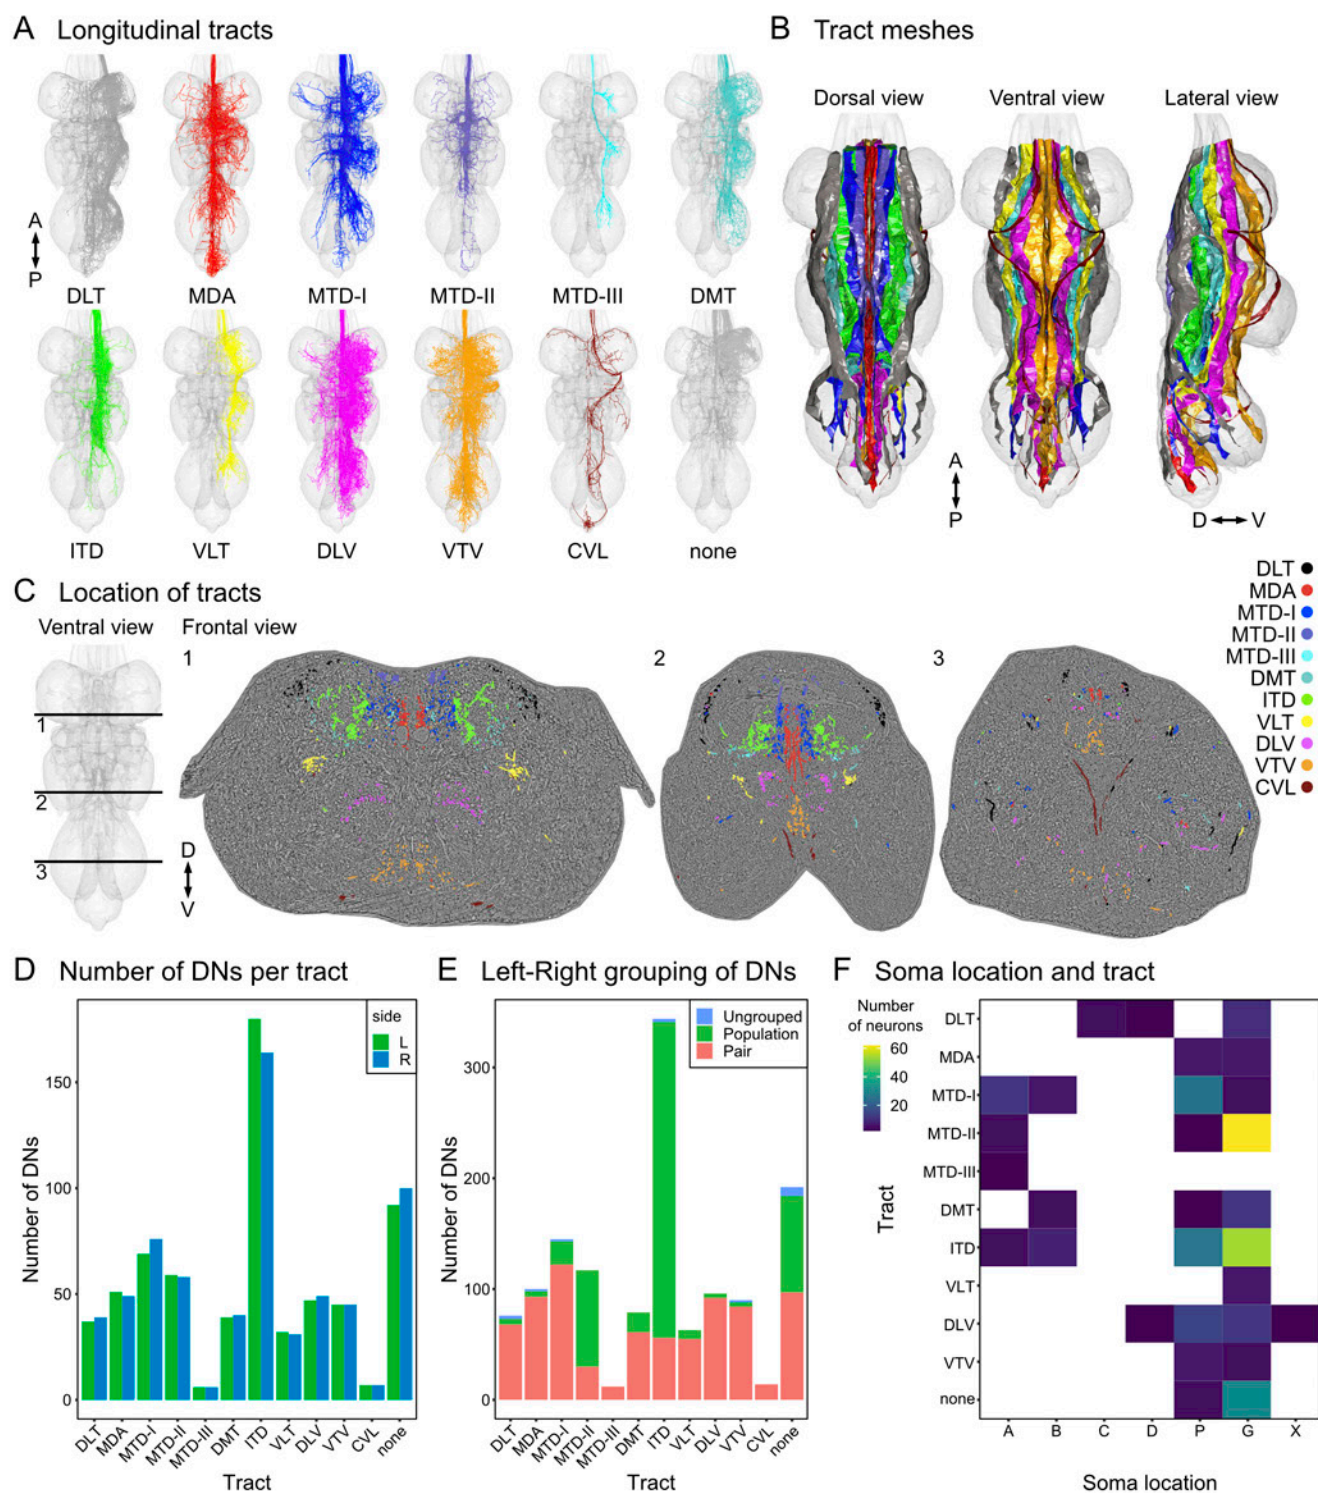 A Longitudinal tracts
B Tract meshes
Dorsal view Ventral view Lateral view
A
P
DLT MDA MTD-I MTD-II MTD-III DMT
ITD VLT DLV VTV CVL none
A
P
D V
C Location of tracts
Ventral view Frontal view
1 2 3
1
2
3
D
V
DLT
MDA
MTD-I
MTD-II
MTD-III
DMT
ITD
VLT
DLV
VTV
CVL
D Number of DNs per tract
side
L
R
Number of DNs
150
100
50
0
DLT MDA MTD-I MTD-II MTD-III DMT ITD VLT DLV VTV CVL none
Tract
E Left-Right grouping of DNs
Ungrouped
Population
Pair
Number of DNs
300
200
100
0
DLT MDA MTD-I MTD-II MTD-III DMT ITD VLT DLV VTV CVL none
Tract
F Soma location and tract
Number
of neurons
60
40
20
Tract
DLT
MDA
MTD-I
MTD-II
MTD-III
DMT
ITD
VLT
DLV
VTV
none
A B C D P G X
Soma location